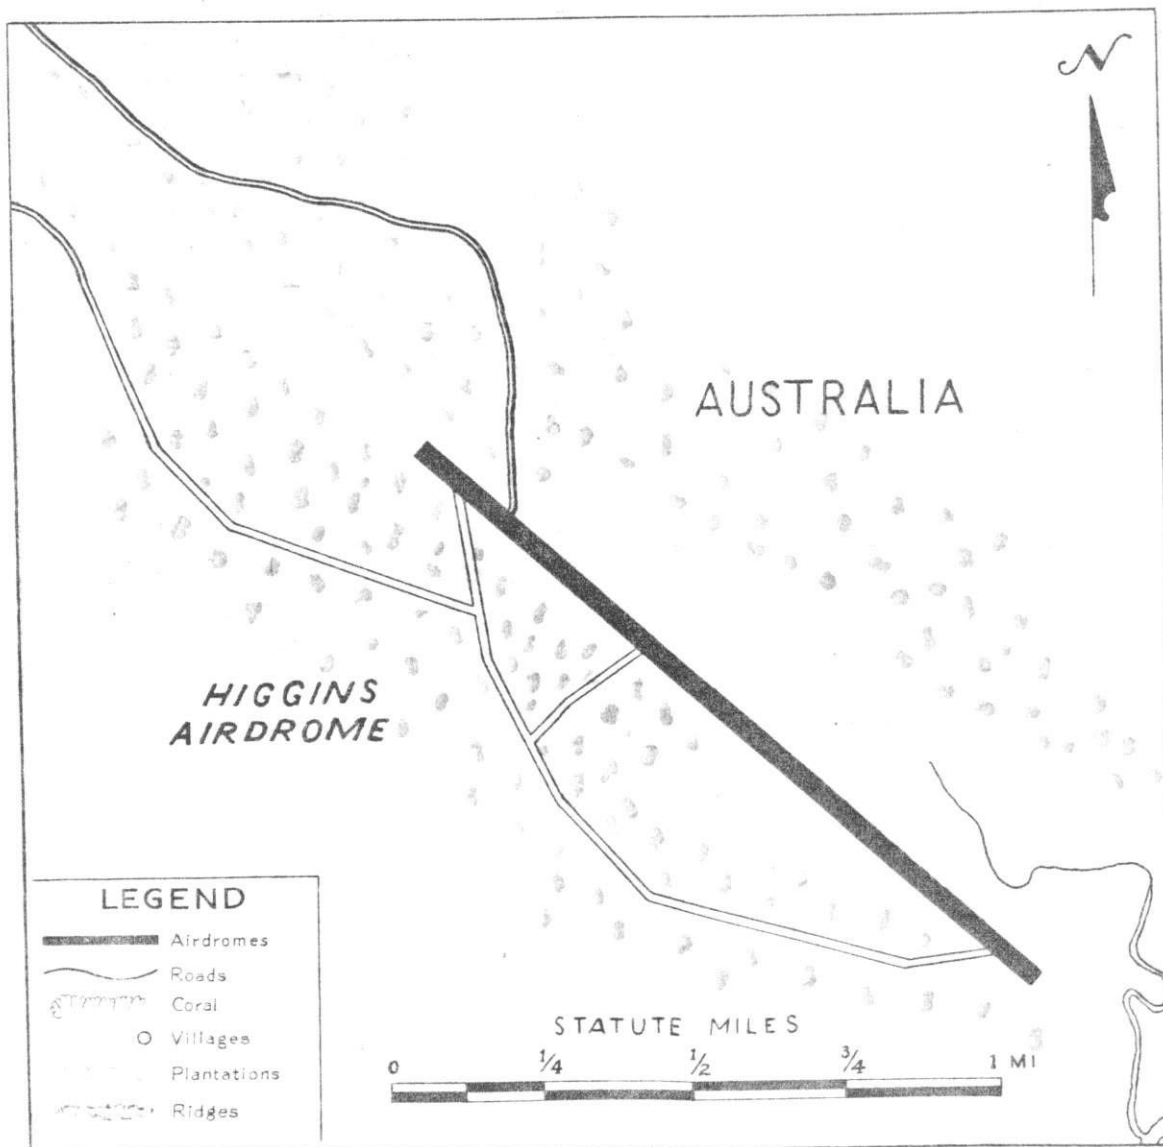 N
AUSTRALIA
HIGGINS
AIRDROME
LEGEND
Airdromes
Roads
Coral
Villages
Plantations
Ridges
STATUTE MILES
0 1/4 1/2 3/4 1 MI